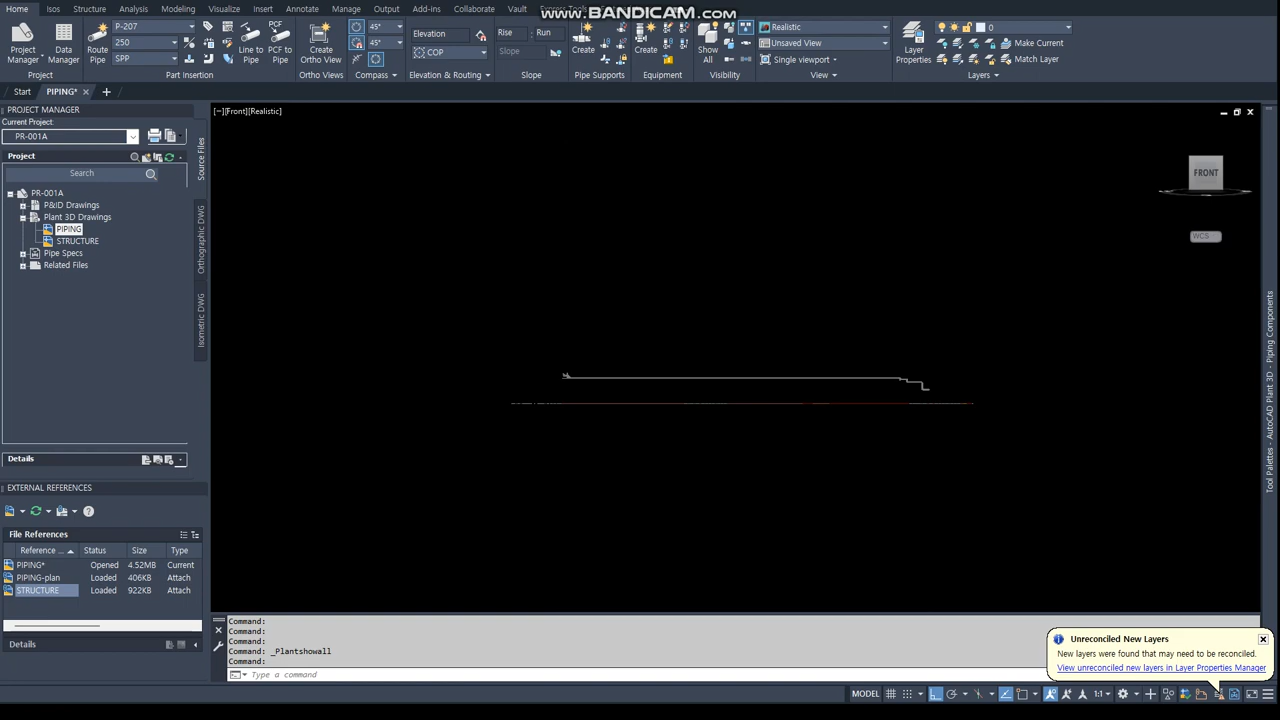 Home Isos Structure Analysis Modeling Visualize Insert Annotate Manage Output Add-ins Collaborate Vault Express Tools
www.BANDICAM.com
Project Manager
Data Manager
Project
Route Pipe
P-207
250
SPP
Line to Pipe
PCF to Pipe
Part Insertion
Create Ortho View
Ortho Views
45°
45°
Compass
Elevation
COP
Elevation & Routing
Rise Run
Slope
Slope
Create
Pipe Supports
Create
Equipment
Show All
Visibility
Realistic
Unsaved View
Single viewport
View
Layer Properties
0
Make Current
Match Layer
Layers
Start PIPING*
PROJECT MANAGER
Current Project:
PR-001A
Project
Search
PR-001A
P&ID Drawings
Plant 3D Drawings
PIPING
STRUCTURE
Pipe Specs
Related Files
Source Files
Orthographic DWG
Isometric DWG
Details
EXTERNAL REFERENCES
File References
Reference ... Status Size Type
PIPING* Opened 4.52MB Current
PIPING-plan Loaded 406KB Attach
STRUCTURE Loaded 922KB Attach
Details
[−][Front][Realistic]
FRONT
WCS
Tool Palettes - AutoCAD Plant 3D - Piping Components
Command:
Command:
Command:
Command: _Plantshowall
Command:
Type a command
Unreconciled New Layers
New layers were found that may need to be reconciled.
View unreconciled new layers in Layer Properties Manager
MODEL
1:1